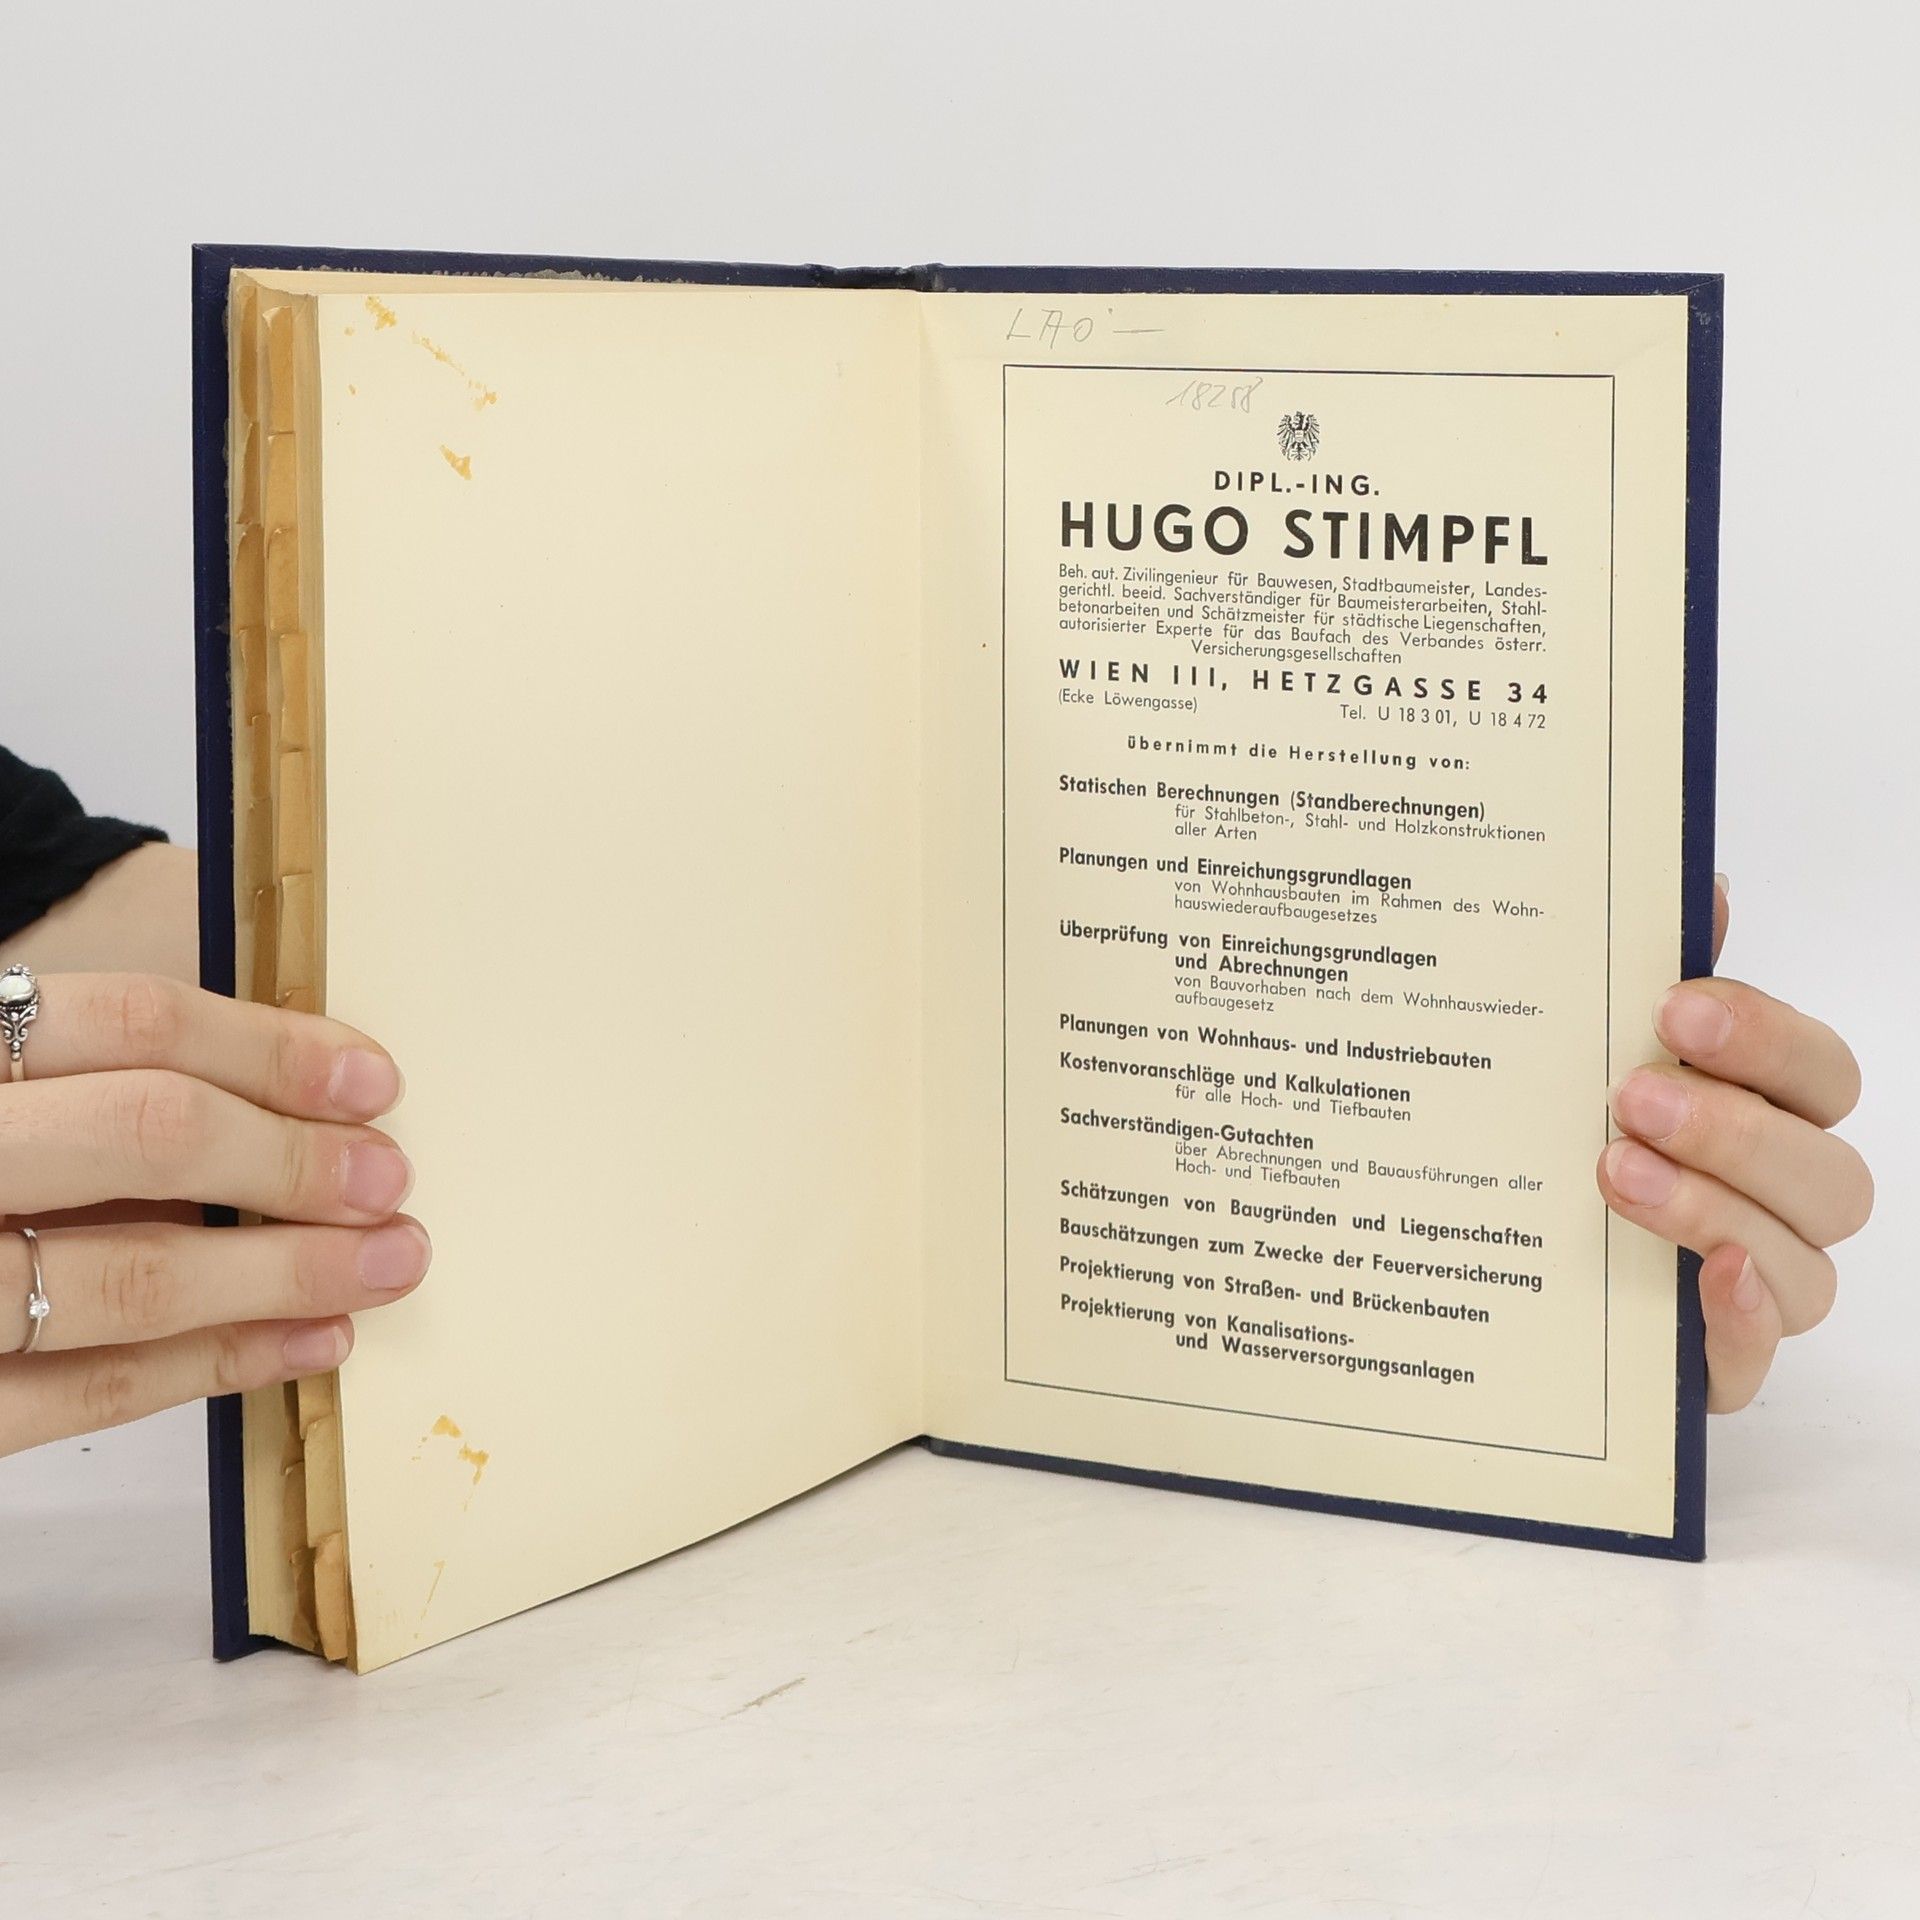 18258
DIPL.-ING.
HUGO STIMPFL
Beh. aut. Zivilingenieur für Bauwesen, Stadtbaumeister, Landes-
gerichtl. beeid. Sachverständiger für Baumeisterarbeiten, Stahl-
betonarbeiten und Schätzmeister für städtische Liegenschaften,
autorisierter Experte für das Baufach des Verbandes österr.
Versicherungsgesellschaften
WIEN III, HETZGASSE 34
(Ecke Löwengasse) Tel. U 18 3 01, U 18 4 72
übernimmt die Herstellung von:
Statischen Berechnungen (Standberechnungen)
für Stahlbeton-, Stahl- und Holzkonstruktionen
aller Arten
Planungen und Einreichungsgrundlagen
von Wohnhausbauten im Rahmen des Wohn-
hauswiederaufbaugesetzes
Überprüfung von Einreichungsgrundlagen
und Abrechnungen
von Bauvorhaben nach dem Wohnhauswieder-
aufbaugesetz
Planungen von Wohnhaus- und Industriebauten
Kostenvoranschläge und Kalkulationen
für alle Hoch- und Tiefbauten
Sachverständigen-Gutachten
über Abrechnungen und Bauausführungen aller
Hoch- und Tiefbauten
Schätzungen von Baugründen und Liegenschaften
Bauschätzungen zum Zwecke der Feuerversicherung
Projektierung von Straßen- und Brückenbauten
Projektierung von Kanalisations-
und Wasserversorgungsanlagen